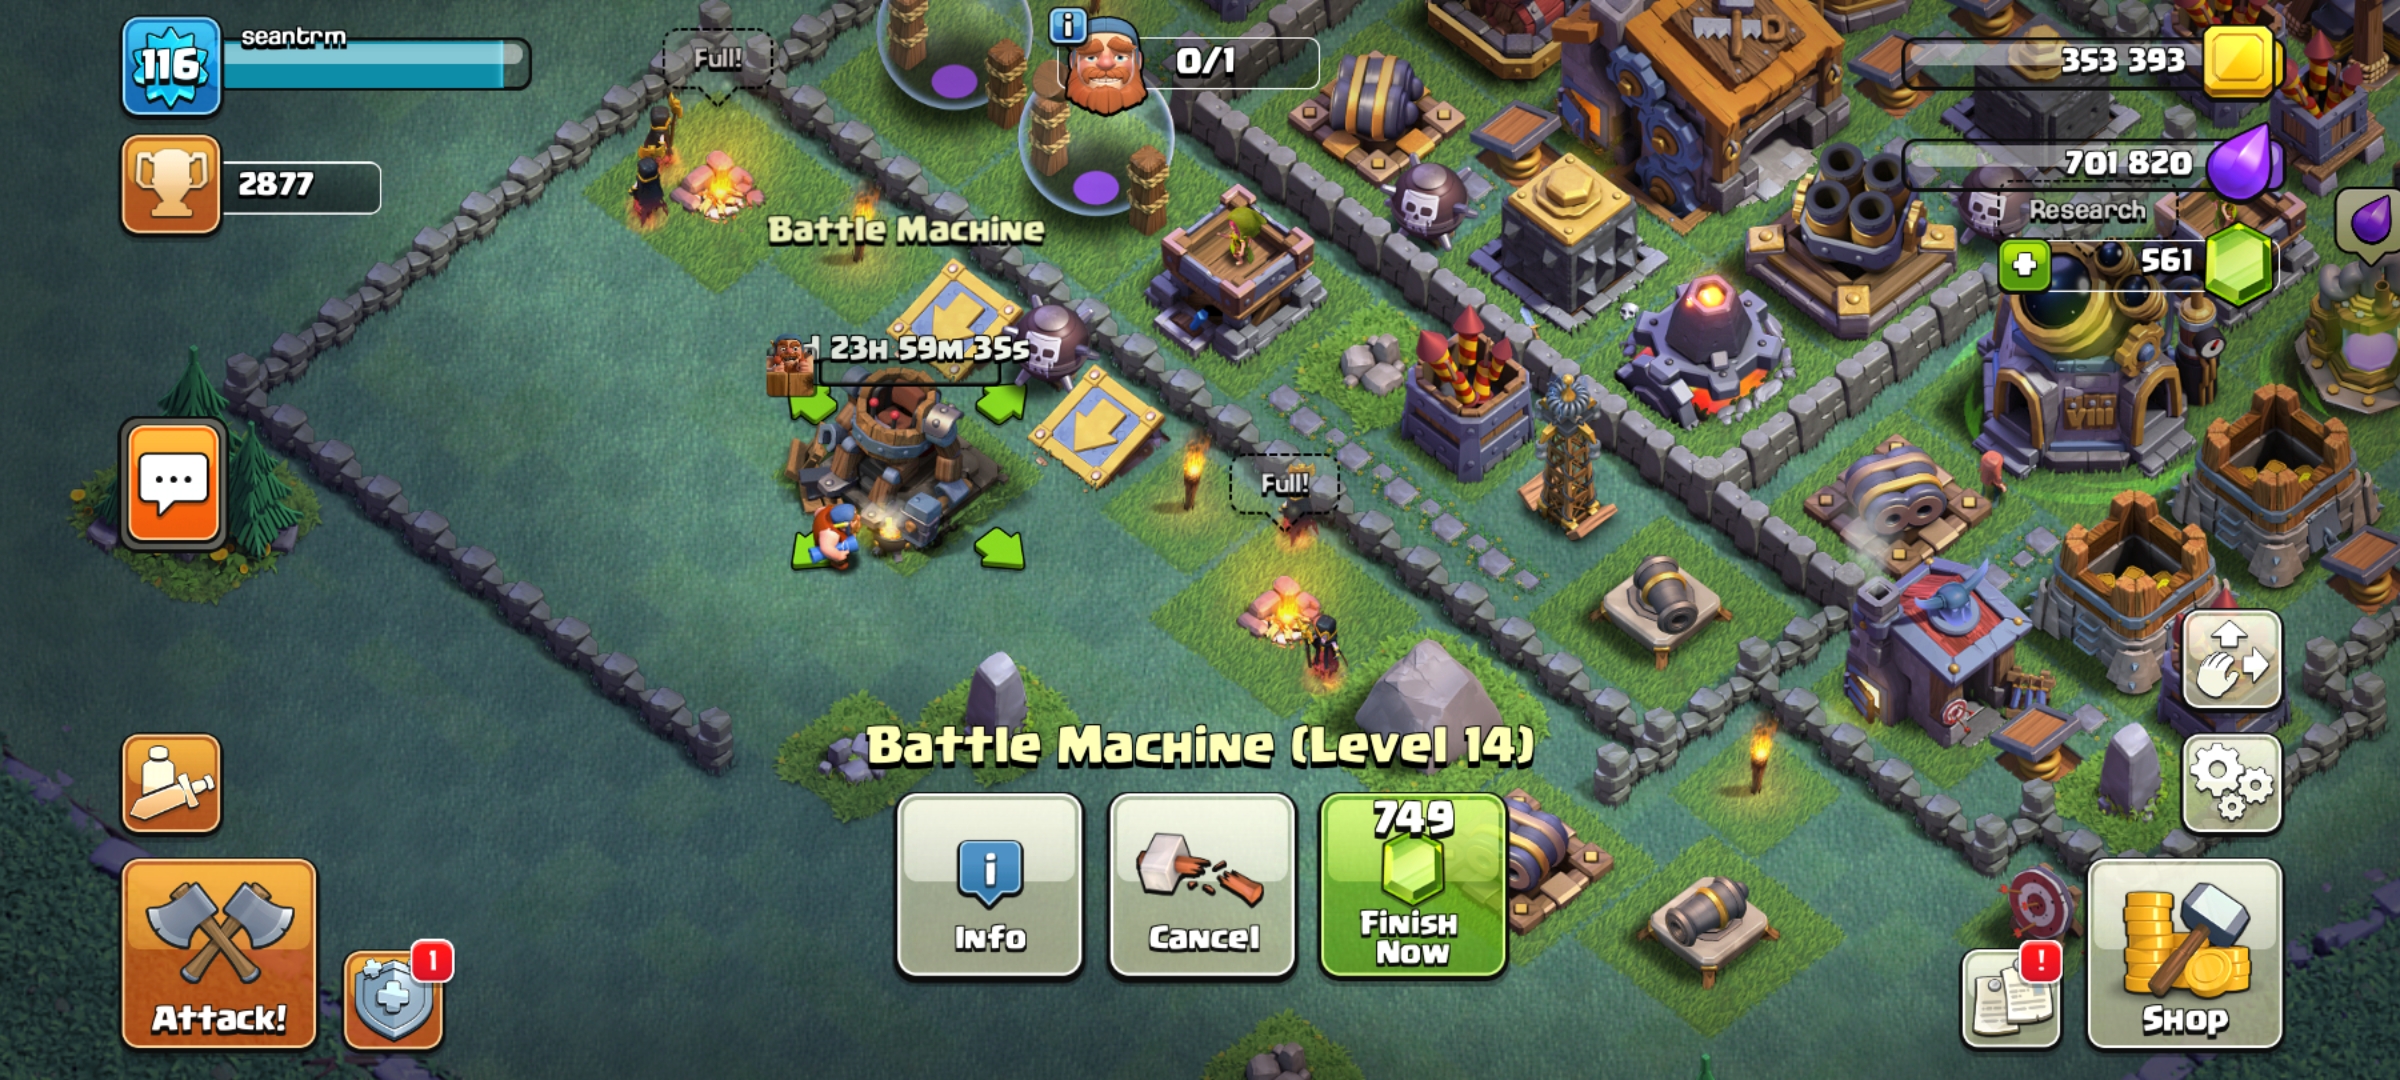 116
seantrm
Full!
0/1
353 393
2877
701 820
Research
Battle Machine
561
23H 59M 35s
Full!
VIII
Battle Machine (Level 14)
749
Info
Cancel
Finish
Now
Attack!
1
!
Shop